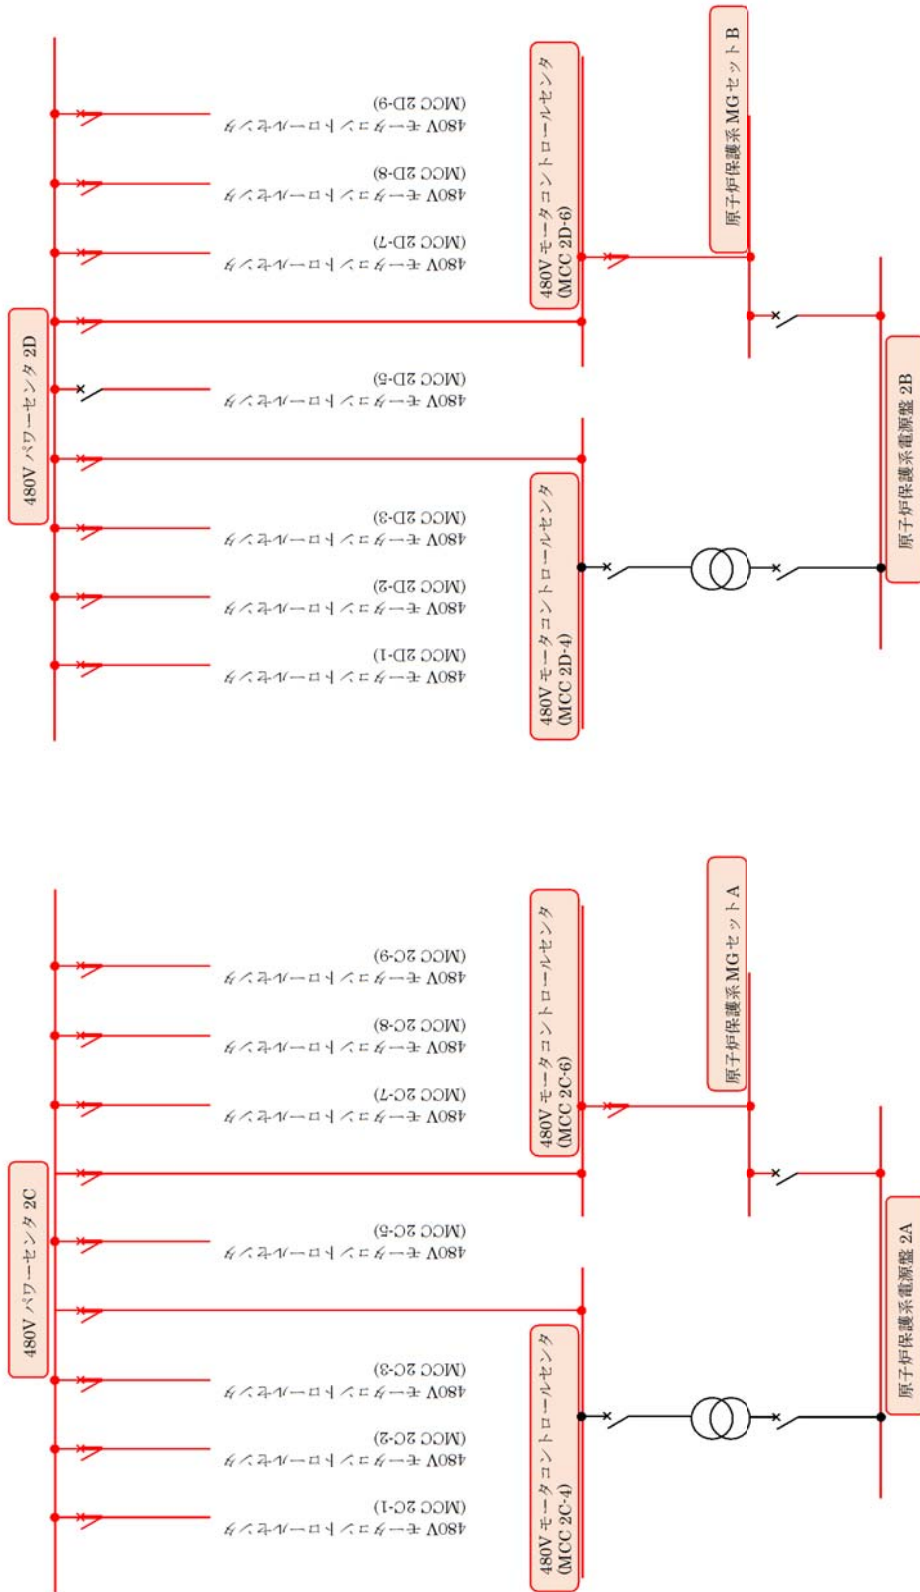 480V パワーセンタ 2D
480V モータコントロールセンタ
(MCC 2D-1)
480V モータコントロールセンタ
(MCC 2D-2)
480V モータコントロールセンタ
(MCC 2D-3)
480V モータコントロールセンタ
(MCC 2D-5)
480V モータコントロールセンタ
(MCC 2D-7)
480V モータコントロールセンタ
(MCC 2D-8)
480V モータコントロールセンタ
(MCC 2D-9)
480V モータコントロールセンタ
(MCC 2D-4)
480V モータコントロールセンタ
(MCC 2D-6)
原子炉保護系 MG セット B
原子炉保護系電源盤 2B
480V パワーセンタ 2C
480V モータコントロールセンタ
(MCC 2C-1)
480V モータコントロールセンタ
(MCC 2C-2)
480V モータコントロールセンタ
(MCC 2C-3)
480V モータコントロールセンタ
(MCC 2C-5)
480V モータコントロールセンタ
(MCC 2C-7)
480V モータコントロールセンタ
(MCC 2C-8)
480V モータコントロールセンタ
(MCC 2C-9)
480V モータコントロールセンタ
(MCC 2C-4)
480V モータコントロールセンタ
(MCC 2C-6)
原子炉保護系 MG セット A
原子炉保護系電源盤 2A